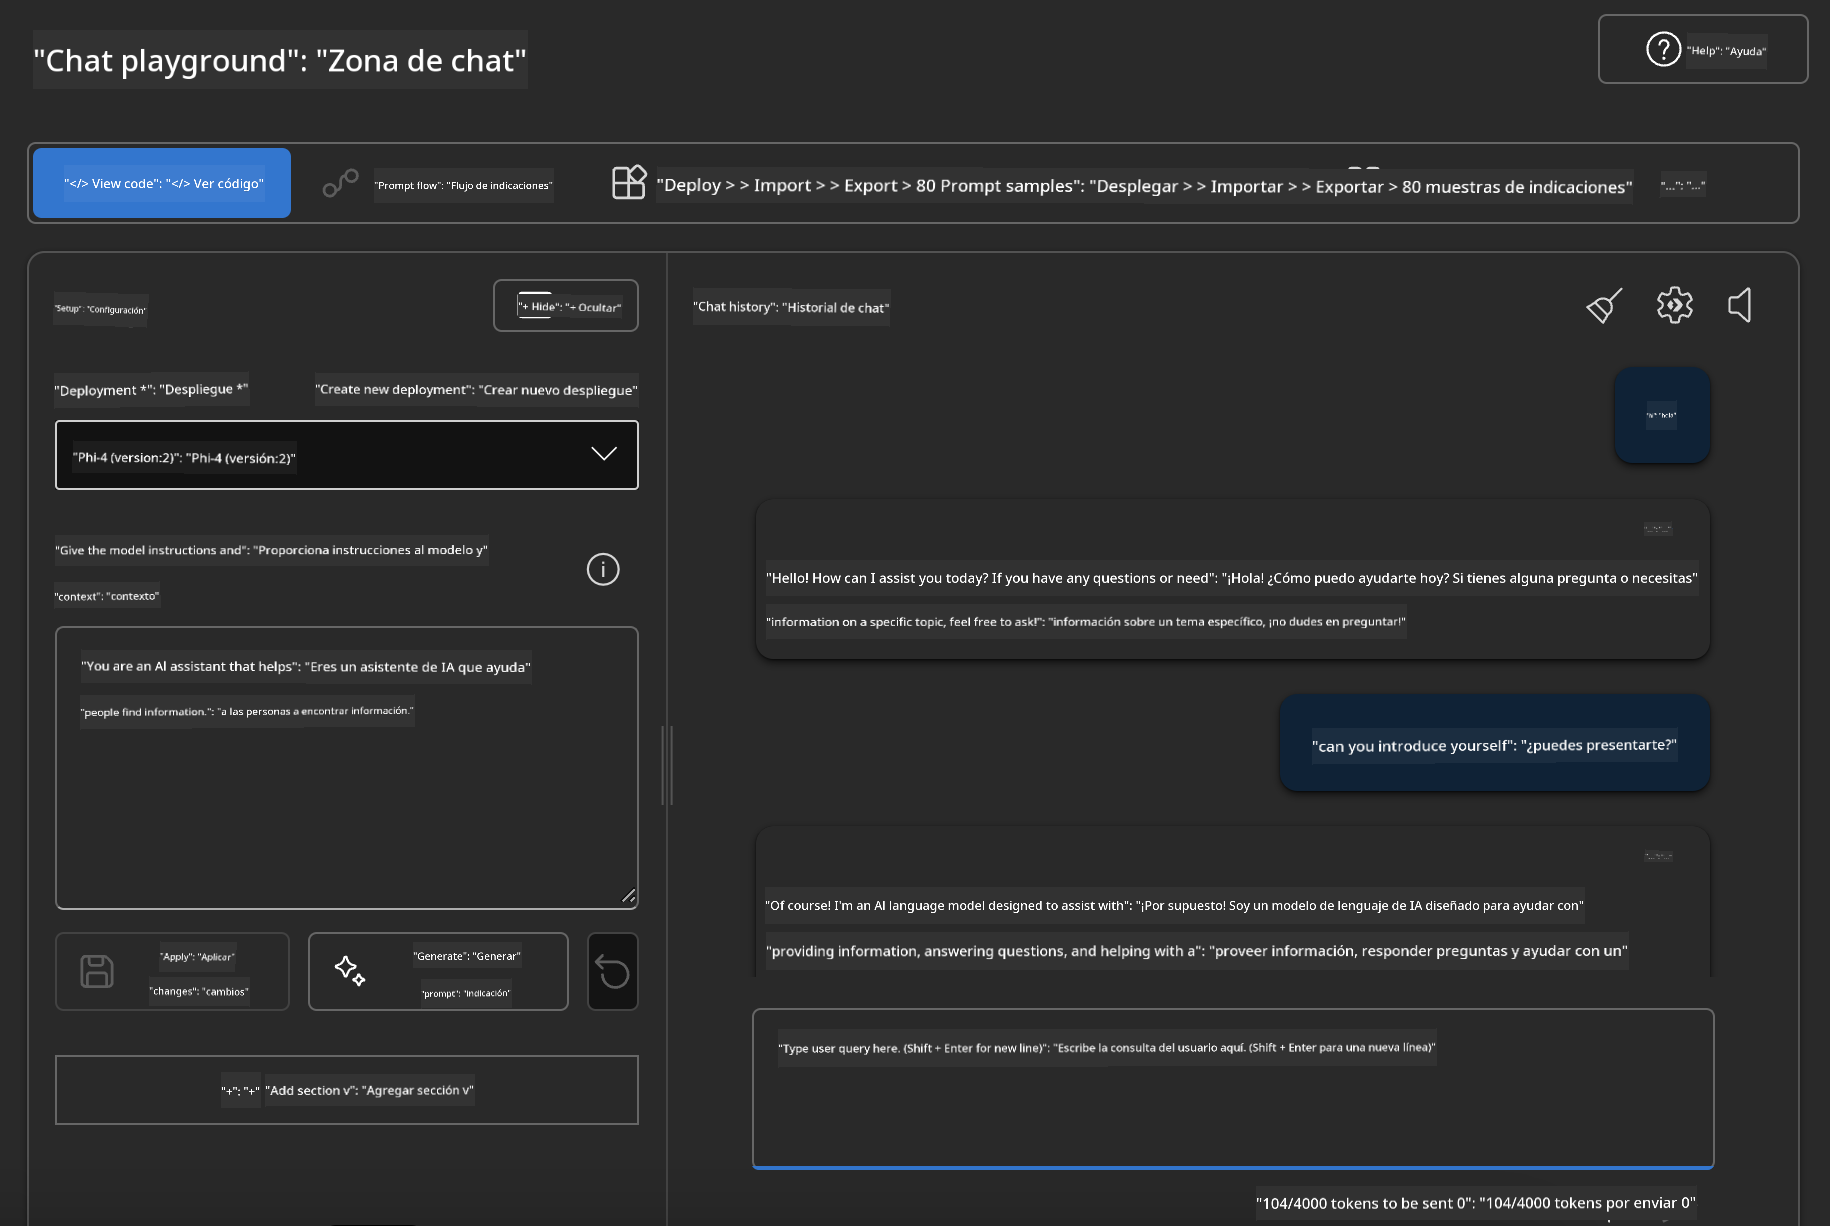 "Chat playground": "Zona de chat"
"Help": "Ayuda"
"</> View code": "</> Ver código"
"Prompt flow": "Flujo de indicaciones"
"Deploy > > Import > > Export > 80 Prompt samples": "Desplegar > > Importar > > Exportar > 80 muestras de indicaciones"
"...": "..."
"Setup": "Configuración"
"+ Hide": "+ Ocultar"
"Deployment *": "Despliegue *"
"Create new deployment": "Crear nuevo despliegue"
"Phi-4 (version:2)": "Phi-4 (versión:2)"
"Give the model instructions and": "Proporciona instrucciones al modelo y"
"context": "contexto"
"You are an AI assistant that helps": "Eres un asistente de IA que ayuda"
"people find information.": "a las personas a encontrar información."
"Apply": "Aplicar"
"changes": "cambios"
"Generate": "Generar"
"prompt": "indicación"
"+": "+"
"Add section v": "Agregar sección v"
"Chat history": "Historial de chat"
"hi": "hola"
"...": "..."
"Hello! How can I assist you today? If you have any questions or need": "¡Hola! ¿Cómo puedo ayudarte hoy? Si tienes alguna pregunta o necesitas"
"information on a specific topic, feel free to ask!": "información sobre un tema específico, ¡no dudes en preguntar!"
"can you introduce yourself": "¿puedes presentarte?"
"...": "..."
"Of course! I'm an AI language model designed to assist with": "¡Por supuesto! Soy un modelo de lenguaje de IA diseñado para ayudar con"
"providing information, answering questions, and helping with a": "proveer información, responder preguntas y ayudar con un"
"Type user query here. (Shift + Enter for new line)": "Escribe la consulta del usuario aquí. (Shift + Enter para una nueva línea)"
"104/4000 tokens to be sent 0": "104/4000 tokens por enviar 0"